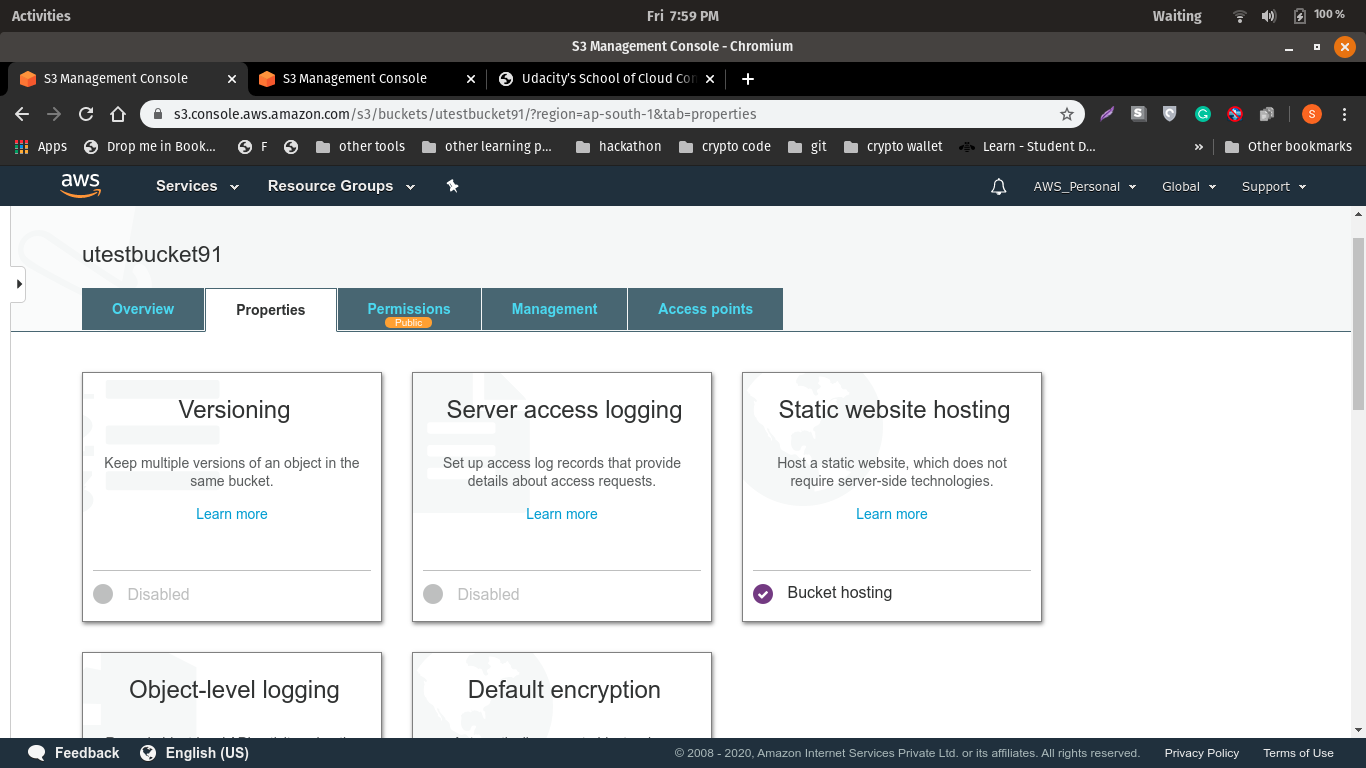 Activities
Fri 7:59 PM
Waiting
100 %
S3 Management Console - Chromium
S3 Management Console
S3 Management Console
Udacity's School of Cloud Con
s3.console.aws.amazon.com/s3/buckets/utestbucket91/?region=ap-south-1&tab=properties
S
G
S
Apps
Drop me in Book...
F
other tools
other learning p...
hackathon
crypto code
git
crypto wallet
Learn - Student D...
»
Other bookmarks
aws
Services
Resource Groups
AWS_Personal
Global
Support
utestbucket91
Overview
Properties
Permissions
Public
Management
Access points
Versioning
Keep multiple versions of an object in the
same bucket.
Learn more
Disabled
Server access logging
Set up access log records that provide
details about access requests.
Learn more
Disabled
Static website hosting
Host a static website, which does not
require server-side technologies.
Learn more
Bucket hosting
Object-level logging
Default encryption
Feedback
English (US)
© 2008 - 2020, Amazon Internet Services Private Ltd. or its affiliates. All rights reserved.
Privacy Policy
Terms of Use